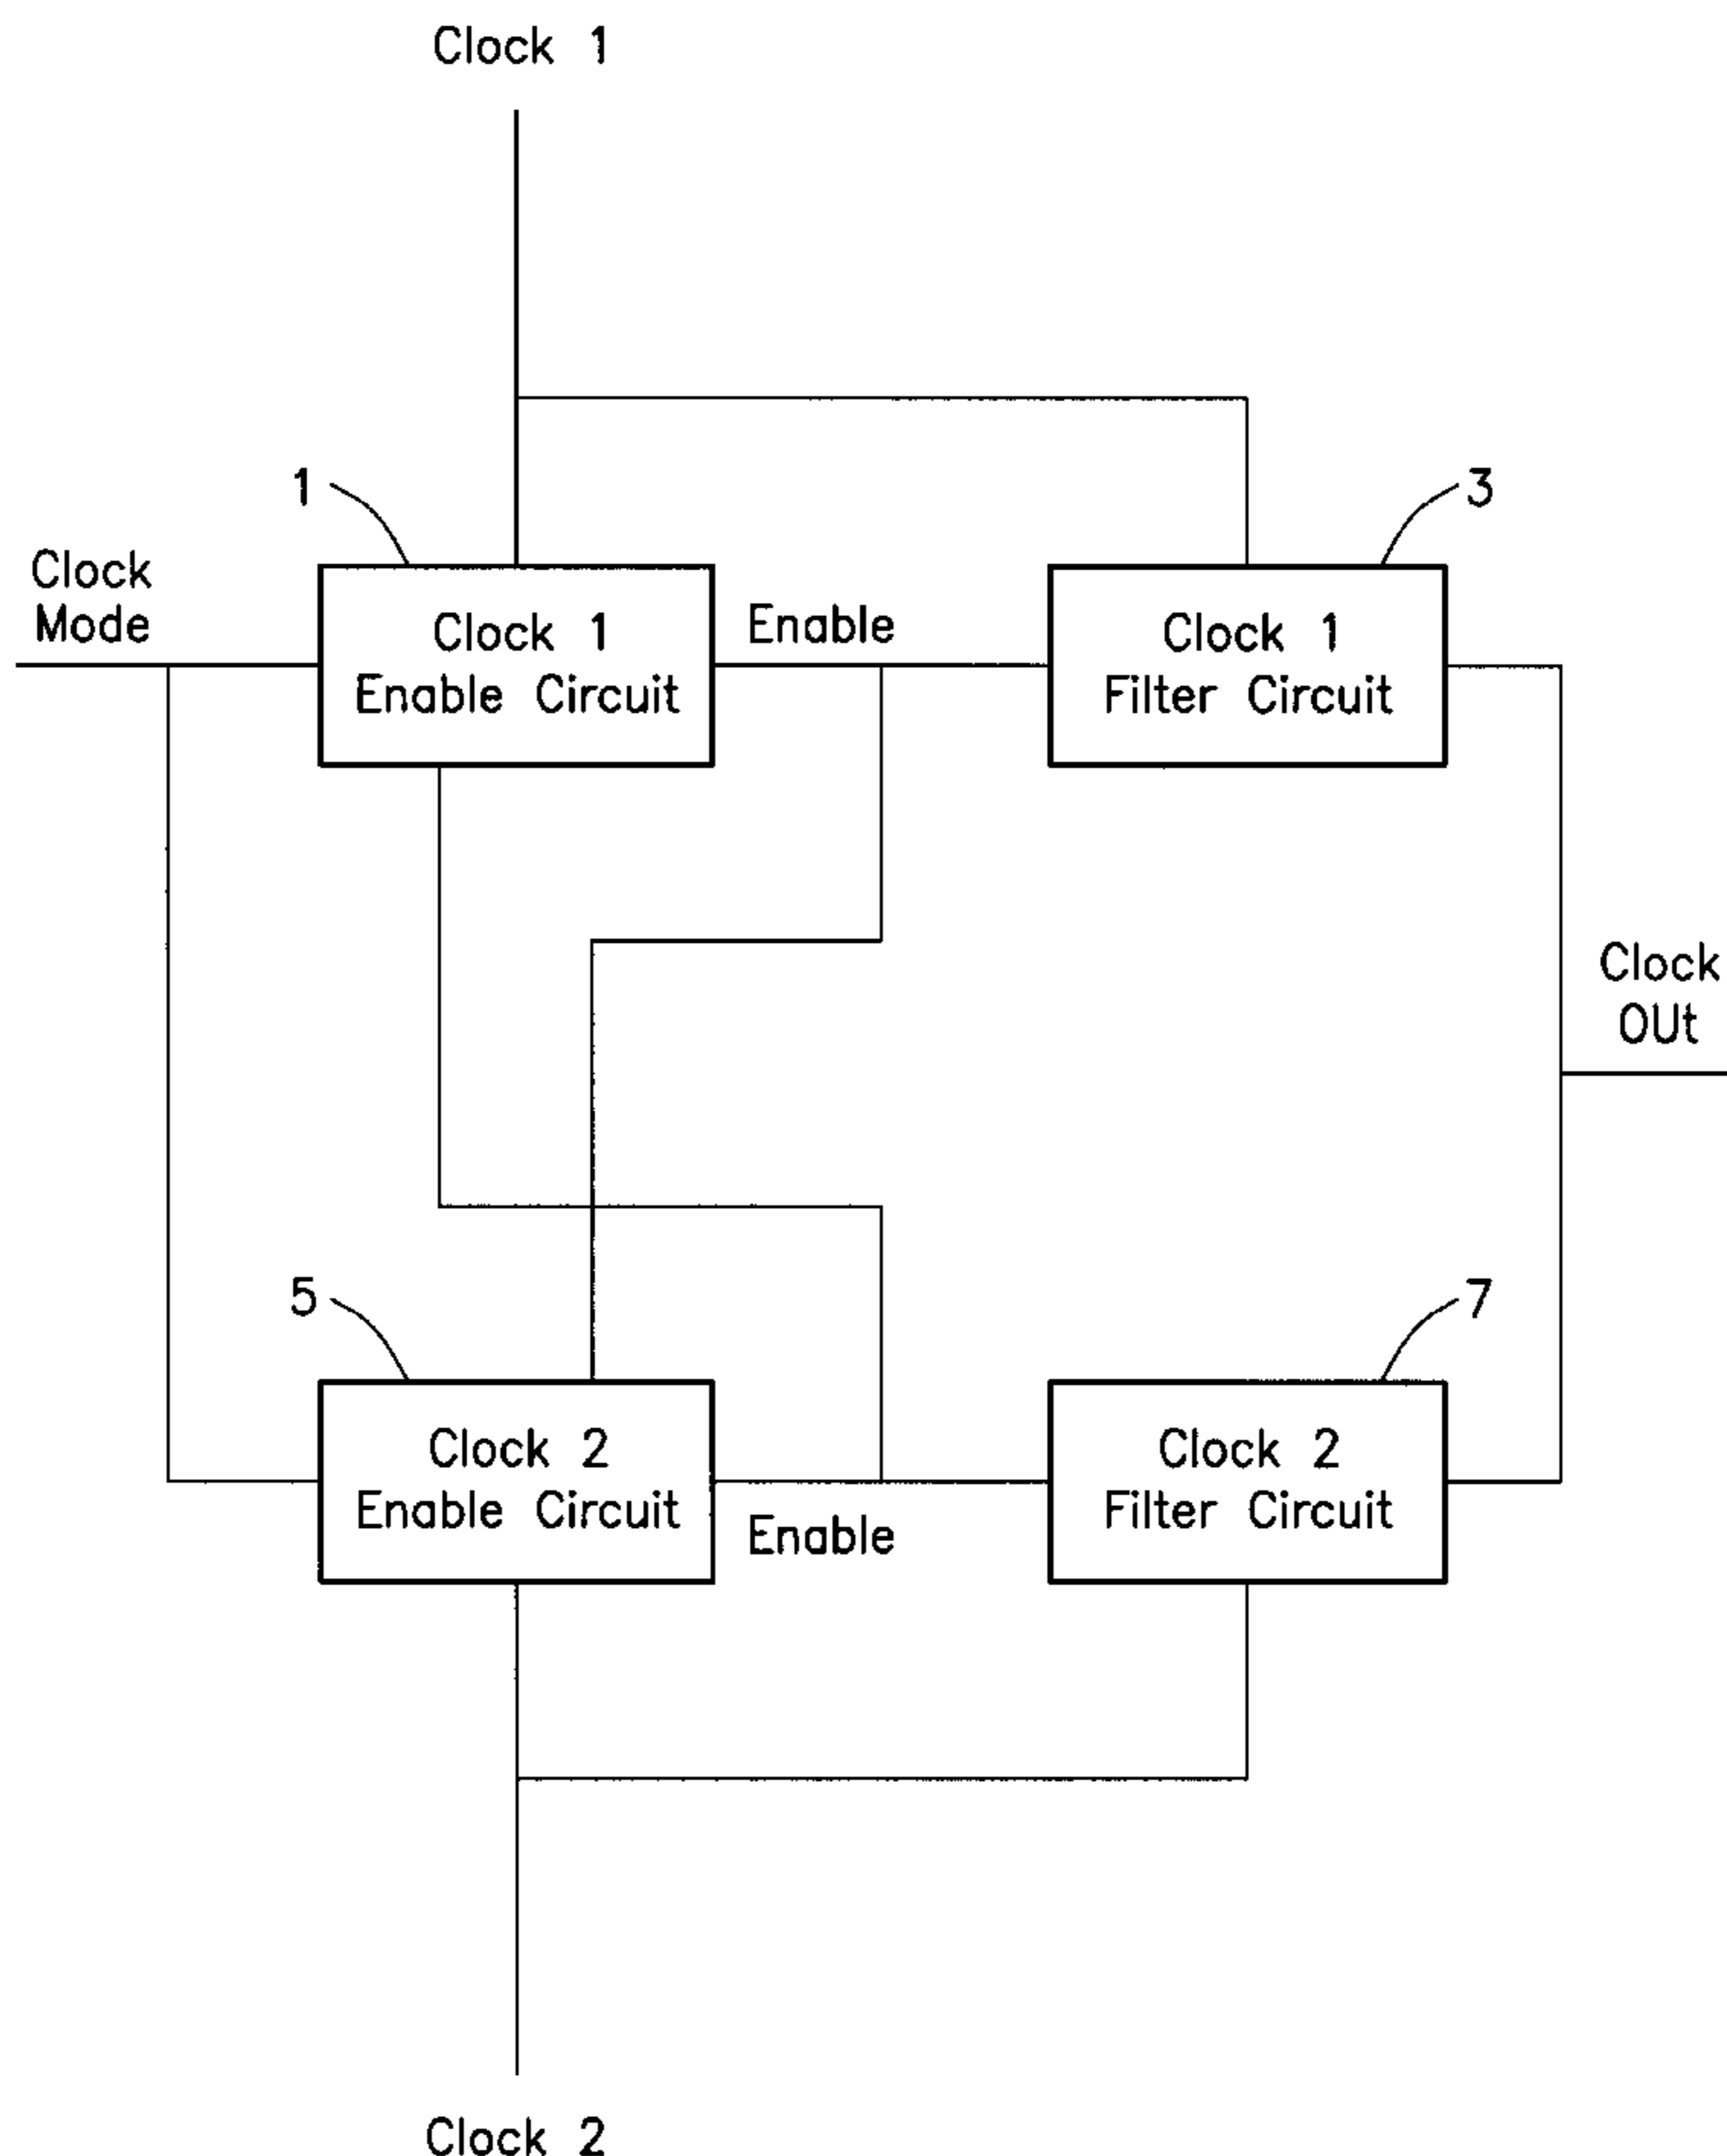 Clock 1
1
3
Clock
Mode
Clock 1
Enable Circuit
Enable
Clock 1
Filter Circuit
Clock
OUt
5
7
Clock 2
Enable Circuit
Enable
Clock 2
Filter Circuit
Clock 2